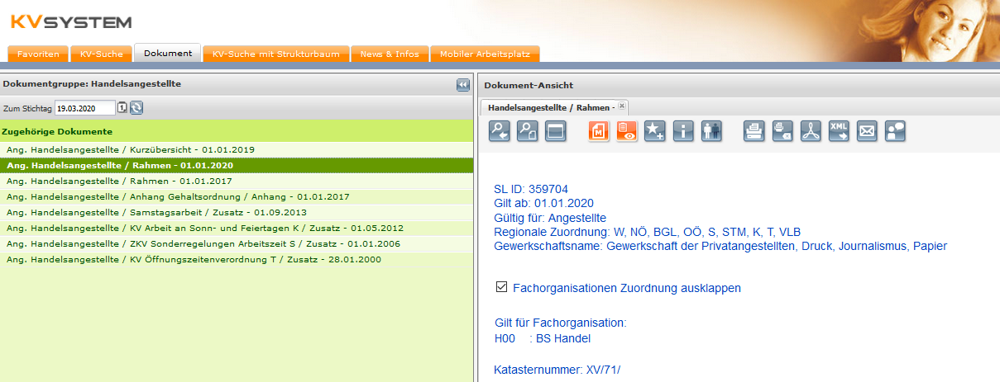 KVSYSTEM
Favoriten KV-Suche Dokument KV-Suche mit Strukturbaum News & Infos Mobiler Arbeitsplatz
Dokumentgruppe: Handelsangestellte
Zum Stichtag 19.03.2020 1
Zugehörige Dokumente
Ang. Handelsangestellte / Kurzübersicht - 01.01.2019
Ang. Handelsangestellte / Rahmen - 01.01.2020
Ang. Handelsangestellte / Rahmen - 01.01.2017
Ang. Handelsangestellte / Anhang Gehaltsordnung / Anhang - 01.01.2017
Ang. Handelsangestellte / Samstagsarbeit / Zusatz - 01.09.2013
Ang. Handelsangestellte / KV Arbeit an Sonn- und Feiertagen K / Zusatz - 01.05.2012
Ang. Handelsangestellte / ZKV Sonderregelungen Arbeitszeit S / Zusatz - 01.01.2006
Ang. Handelsangestellte / KV Öffnungszeitenverordnung T / Zusatz - 28.01.2000
Dokument-Ansicht
Handelsangestellte / Rahmen -
M i XML
SL ID: 359704
Gilt ab: 01.01.2020
Gültig für: Angestellte
Regionale Zuordnung: W, NÖ, BGL, OÖ, S, STM, K, T, VLB
Gewerkschaftsname: Gewerkschaft der Privatangestellten, Druck, Journalismus, Papier
Fachorganisationen Zuordnung ausklappen
Gilt für Fachorganisation:
H00 : BS Handel
Katasternummer: XV/71/